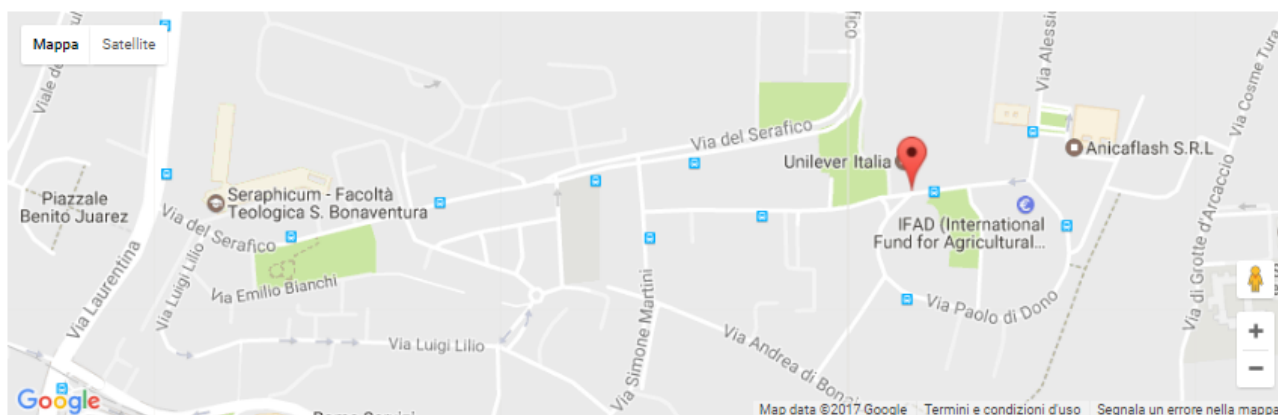 Mappa
Satellite
Via Alessio
Via Cosme Tura
Via del Serafico
Unilever Italia
Anicaflash S.R.L
Piazzale
Benito Juarez
Seraphicum - Facoltà
Teologica S. Bonaventura
IFAD (International
Fund for Agricultural...
Via di Grotte d'Arcaccio
Via del Serafico
Via Laurentina
Via Luigi Lilio
Via Emilio Bianchi
Via Paolo di Dono
Via Luigi Lilio
Via Simone Martini
Via Andrea di Bona
Google
Map data ©2017 Google
Termini e condizioni d'uso
Segnala un errore nella mappa